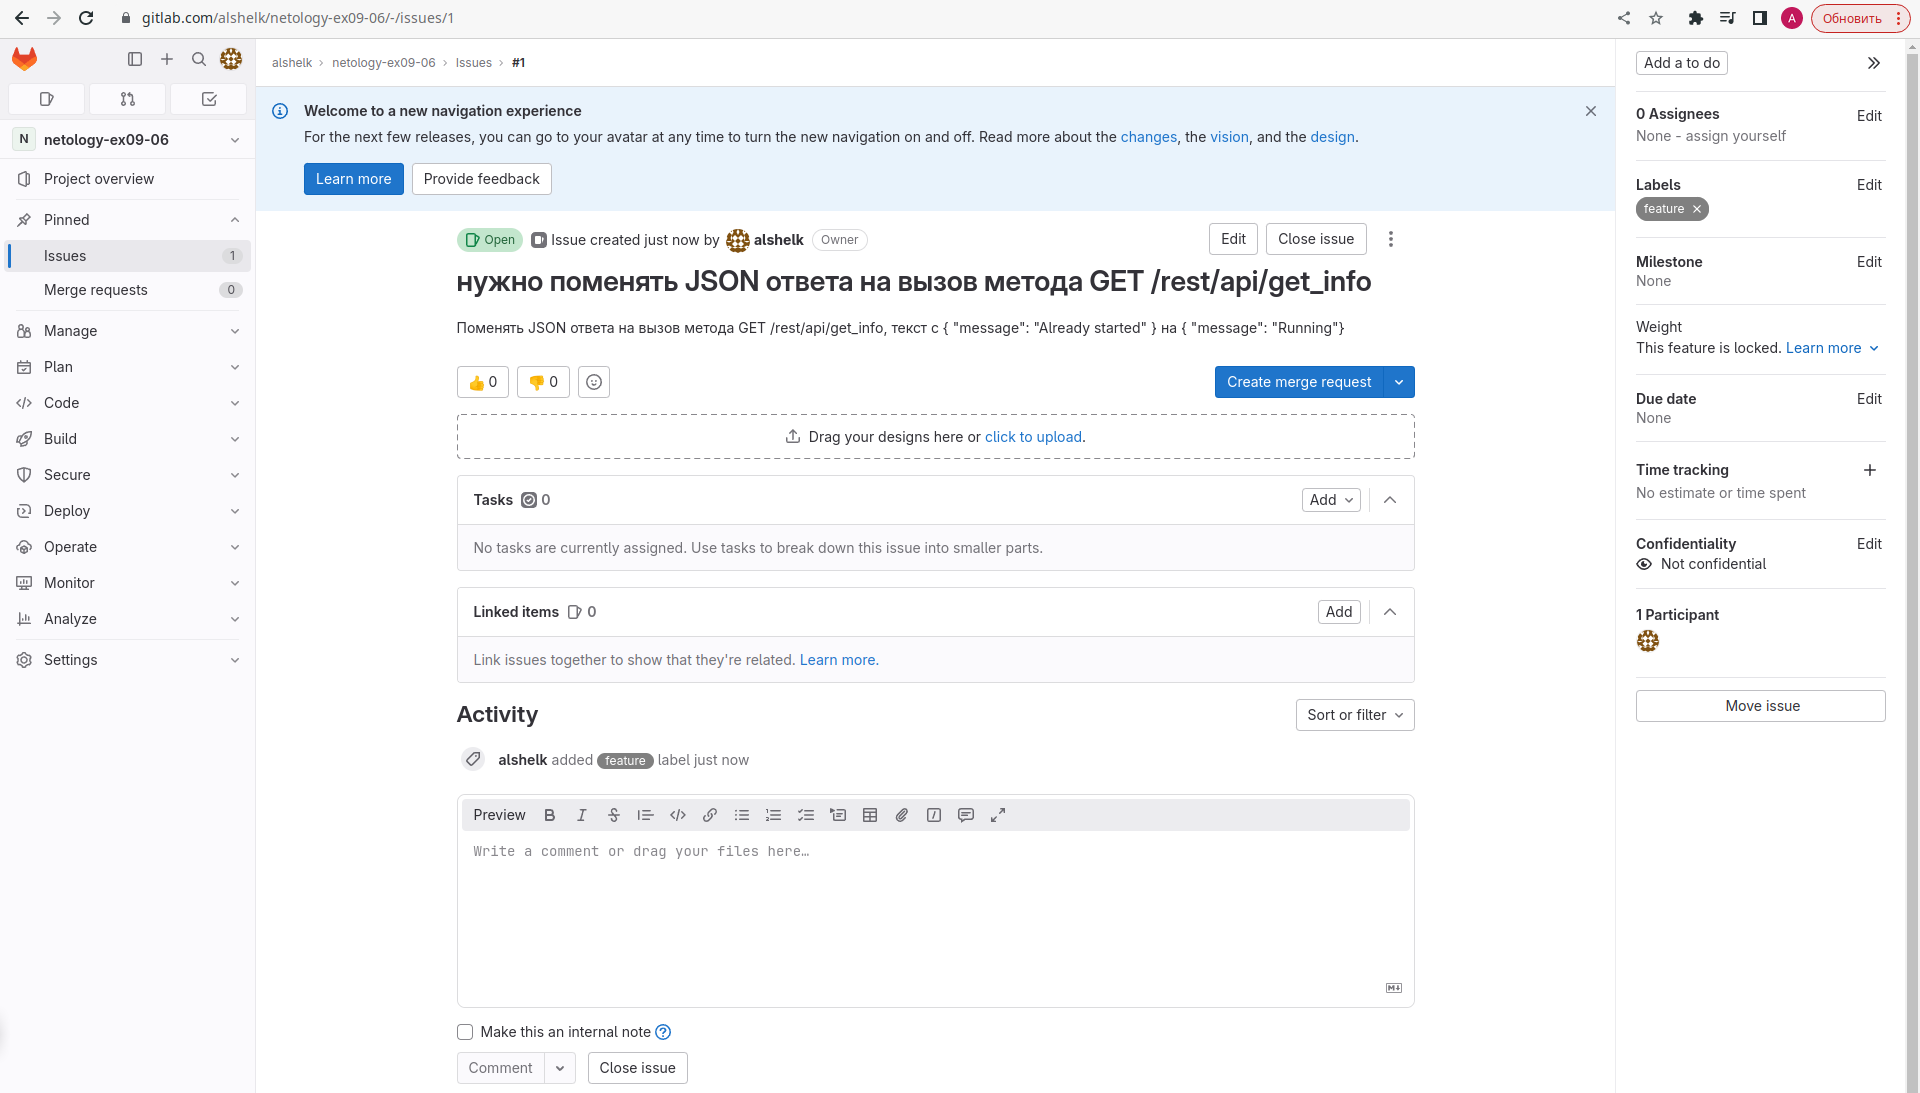 gitlab.com/alshelk/netology-ex09-06/-/issues/1
A
Обновить
N netology-ex09-06
Project overview
Pinned
Issues 1
Merge requests 0
Manage
Plan
Code
Build
Secure
Deploy
Operate
Monitor
Analyze
Settings
alshelk › netology-ex09-06 › Issues › #1
Welcome to a new navigation experience
For the next few releases, you can go to your avatar at any time to turn the new navigation on and off. Read more about the changes, the vision, and the design.
Learn more Provide feedback
Open Issue created just now by alshelk Owner Edit Close issue
нужно поменять JSON ответа на вызов метода GET /rest/api/get_info
Поменять JSON ответа на вызов метода GET /rest/api/get_info, текст с { "message": "Already started" } на { "message": "Running"}
👍 0 👎 0 Create merge request
Drag your designs here or click to upload.
Tasks 0 Add
No tasks are currently assigned. Use tasks to break down this issue into smaller parts.
Linked items 0 Add
Link issues together to show that they're related. Learn more.
Activity Sort or filter
alshelk added feature label just now
Preview B I S
Write a comment or drag your files here…
Make this an internal note ?
Comment Close issue
Add a to do
0 Assignees Edit
None - assign yourself
Labels Edit
feature
Milestone Edit
None
Weight
This feature is locked. Learn more
Due date Edit
None
Time tracking
No estimate or time spent
Confidentiality Edit
Not confidential
1 Participant
Move issue